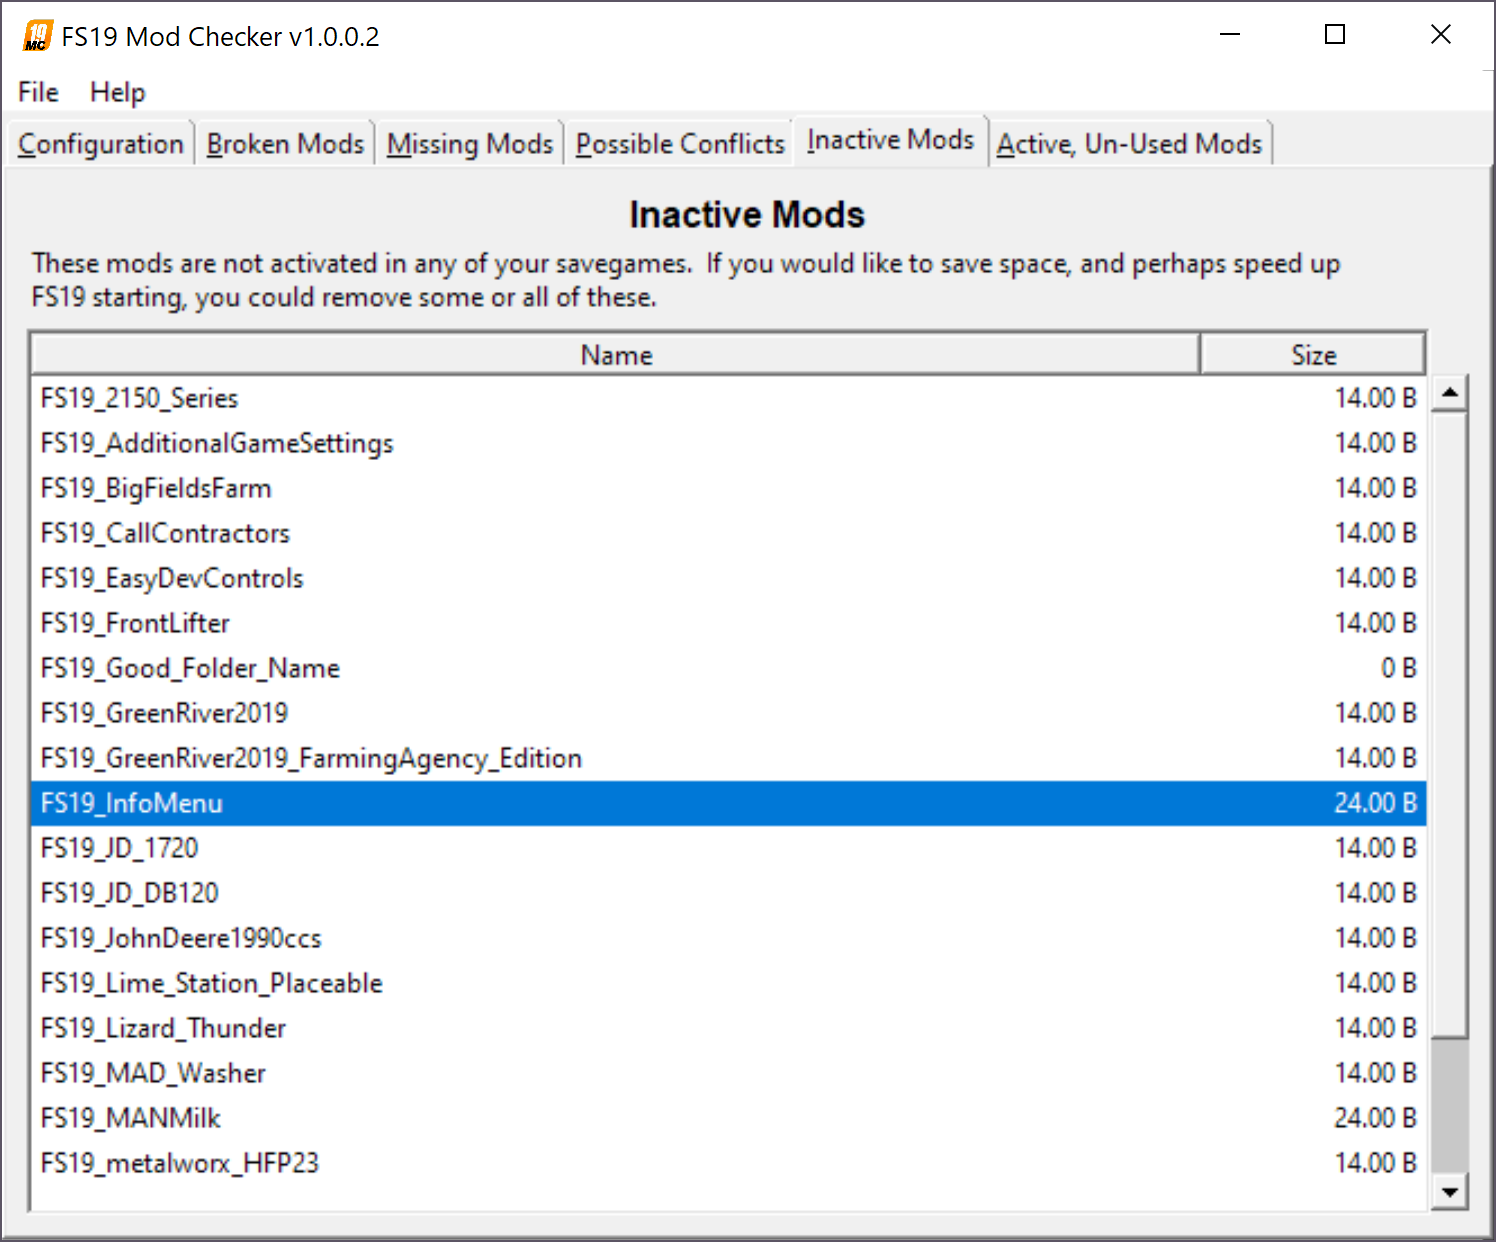 19 MC FS19 Mod Checker v1.0.0.2
File Help
Configuration Broken Mods Missing Mods Possible Conflicts Inactive Mods Active, Un-Used Mods
Inactive Mods
These mods are not activated in any of your savegames. If you would like to save space, and perhaps speed up
FS19 starting, you could remove some or all of these.
Name Size
FS19_2150_Series 14.00 B
FS19_AdditionalGameSettings 14.00 B
FS19_BigFieldsFarm 14.00 B
FS19_CallContractors 14.00 B
FS19_EasyDevControls 14.00 B
FS19_FrontLifter 14.00 B
FS19_Good_Folder_Name 0 B
FS19_GreenRiver2019 14.00 B
FS19_GreenRiver2019_FarmingAgency_Edition 14.00 B
FS19_InfoMenu 24.00 B
FS19_JD_1720 14.00 B
FS19_JD_DB120 14.00 B
FS19_JohnDeere1990ccs 14.00 B
FS19_Lime_Station_Placeable 14.00 B
FS19_Lizard_Thunder 14.00 B
FS19_MAD_Washer 14.00 B
FS19_MANMilk 24.00 B
FS19_metalworx_HFP23 14.00 B